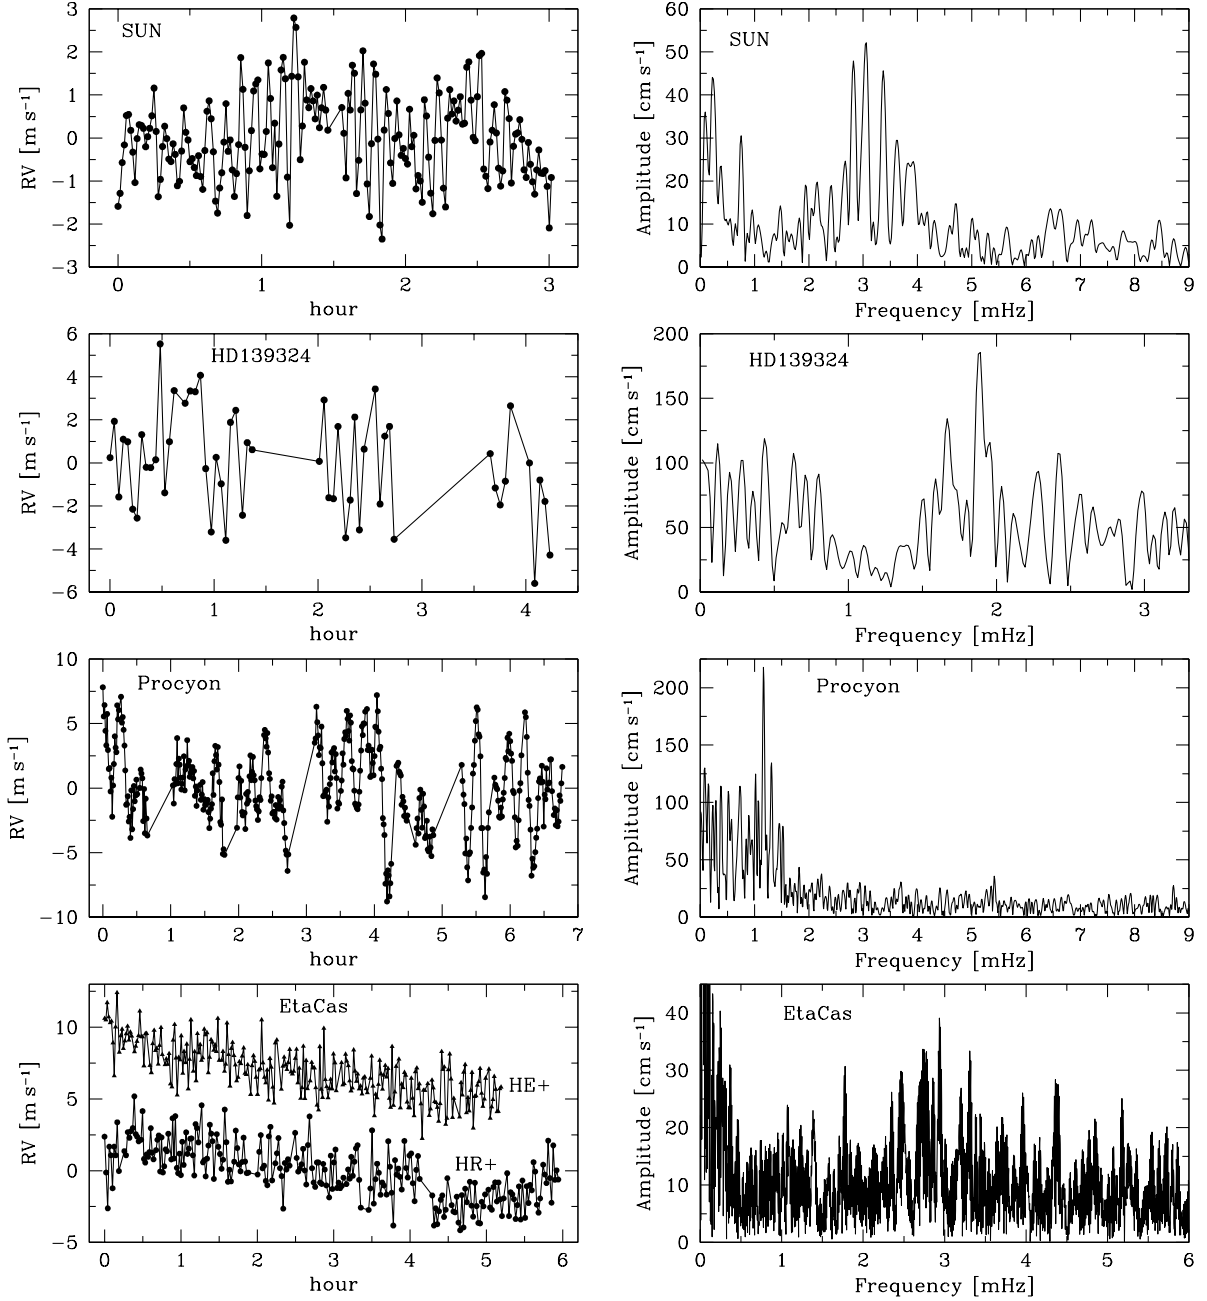 SUN
3
2
1
0
−1
−2
−3
RV [m s⁻¹]
0 1 2 3
hour
SUN
60
50
40
30
20
10
0
Amplitude [cm s⁻¹]
0 1 2 3 4 5 6 7 8 9
Frequency [mHz]
HD139324
6
4
2
0
−2
−4
−6
RV [m s⁻¹]
0 1 2 3 4
hour
HD139324
200
150
100
50
0
Amplitude [cm s⁻¹]
0 1 2 3
Frequency [mHz]
Procyon
10
5
0
−5
−10
RV [m s⁻¹]
0 1 2 3 4 5 6 7
hour
Procyon
200
150
100
50
0
Amplitude [cm s⁻¹]
0 1 2 3 4 5 6 7 8 9
Frequency [mHz]
EtaCas
HE+
HR+
10
5
0
−5
RV [m s⁻¹]
0 1 2 3 4 5 6
hour
EtaCas
40
30
20
10
0
Amplitude [cm s⁻¹]
0 1 2 3 4 5 6
Frequency [mHz]